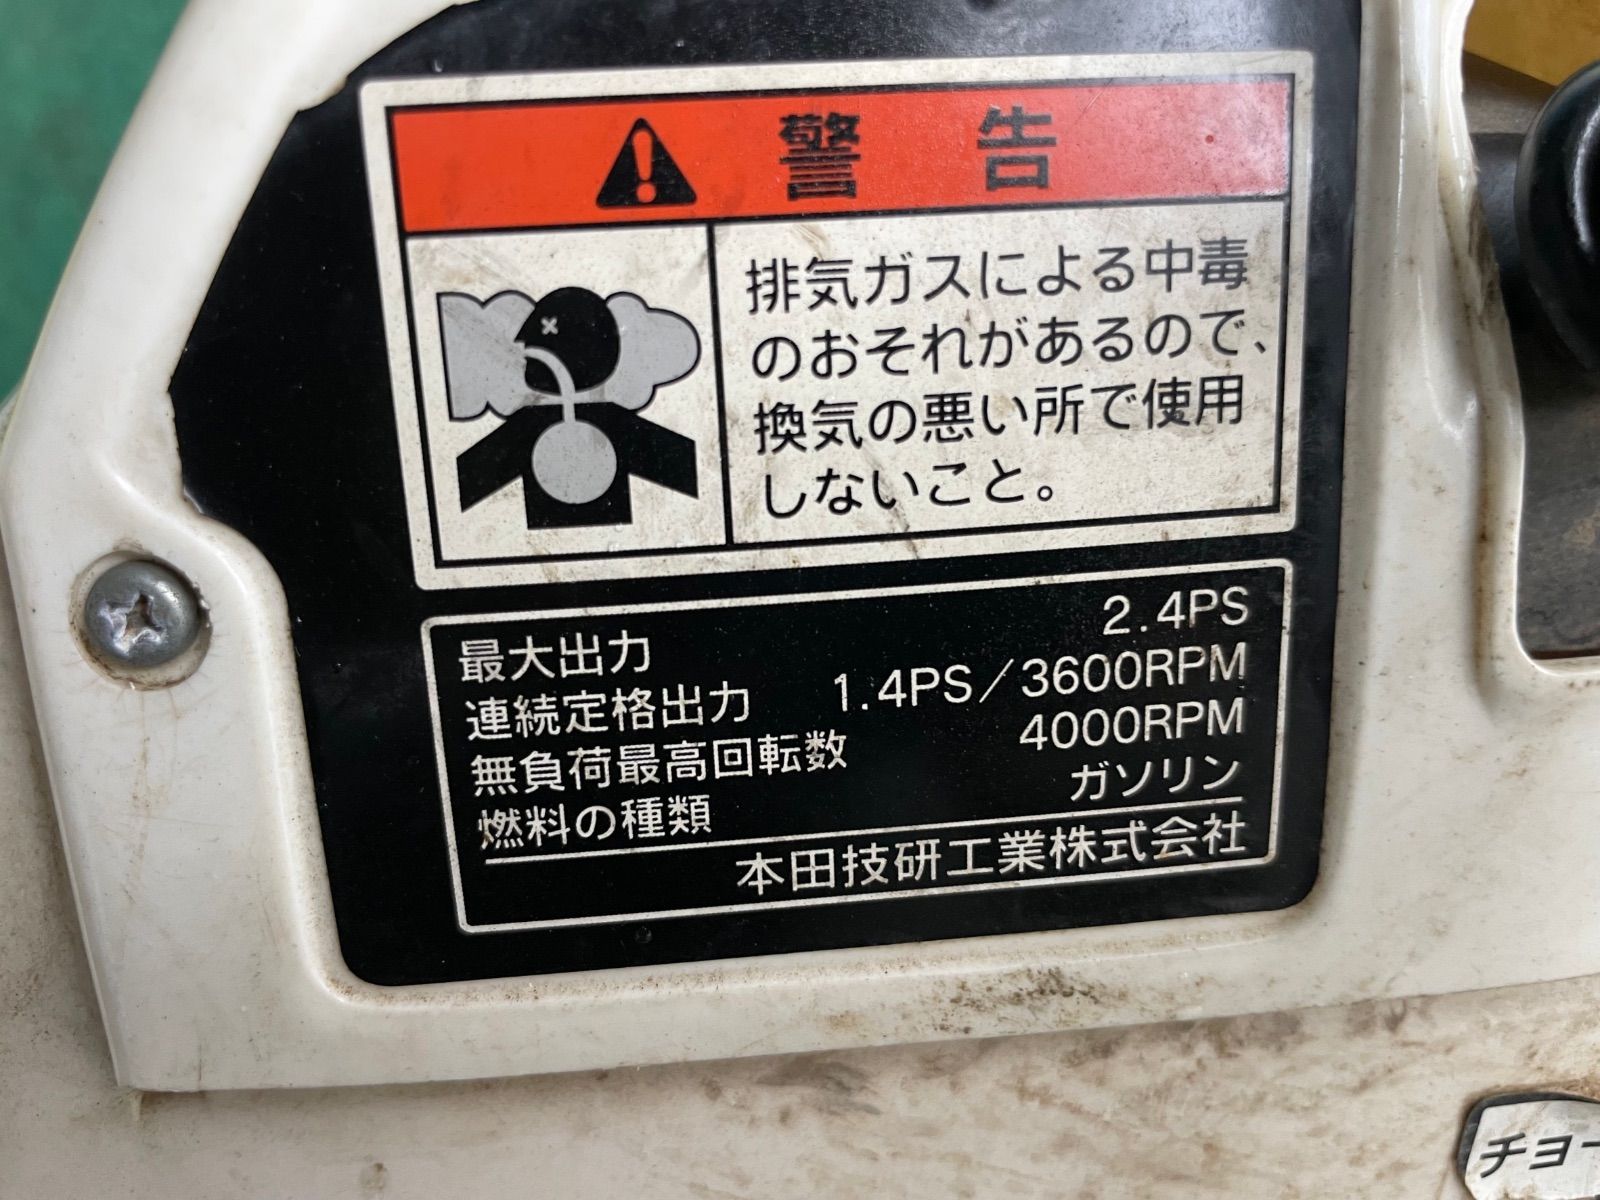 警告
排気ガスによる中毒
のおそれがあるので、
換気の悪い所で使用
しないこと。
最大出力 2.4PS
連続定格出力 1.4PS/3600RPM
無負荷最高回転数 4000RPM
燃料の種類 ガソリン
本田技研工業株式会社
チョー